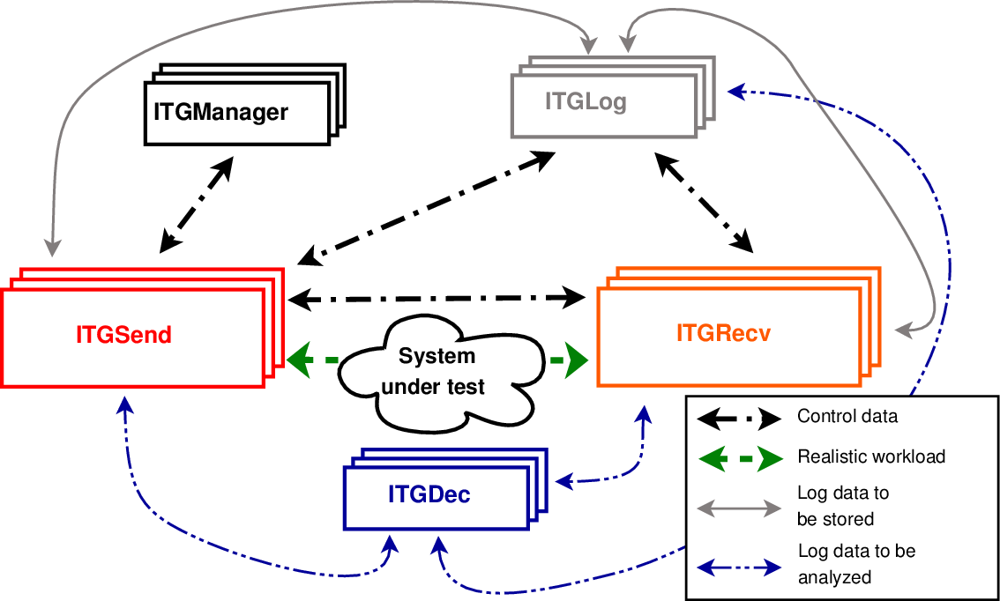 ITGManager
ITGLog
ITGSend
ITGRecv
System
under test
ITGDec
Control data
Realistic workload
Log data to
be stored
Log data to be
analyzed